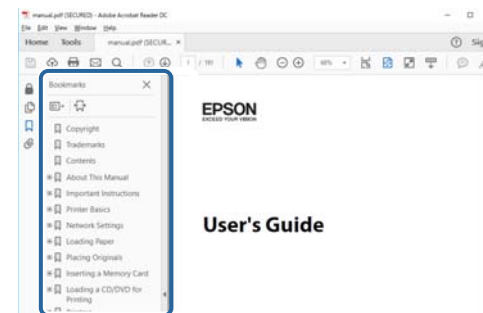 manual.pdf (SECURED) - Adobe Acrobat Reader DC
File Edit View Window Help
Home Tools manual.pdf (SECUR... ×
Bookmarks
Copyright
Trademarks
Contents
About This Manual
Important Instructions
Printer Basics
Network Settings
Loading Paper
Placing Originals
Inserting a Memory Card
Loading a CD/DVD for
Printing
EPSON
EXCEED YOUR VISION
User's Guide